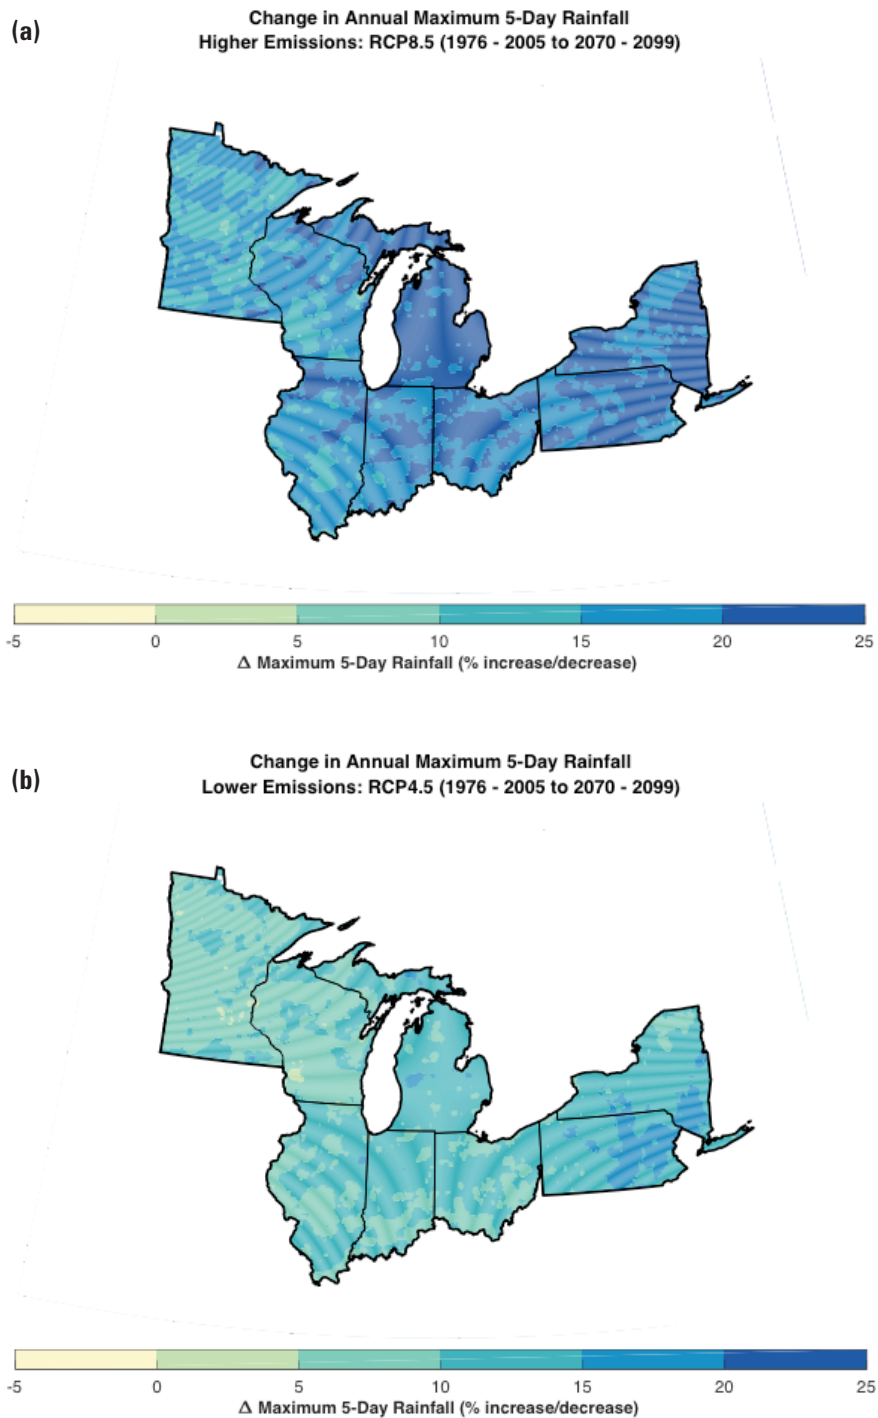 (a)
Change in Annual Maximum 5-Day Rainfall
Higher Emissions: RCP8.5 (1976 - 2005 to 2070 - 2099)
-5 0 5 10 15 20 25
Δ Maximum 5-Day Rainfall (% increase/decrease)
(b)
Change in Annual Maximum 5-Day Rainfall
Lower Emissions: RCP4.5 (1976 - 2005 to 2070 - 2099)
-5 0 5 10 15 20 25
Δ Maximum 5-Day Rainfall (% increase/decrease)